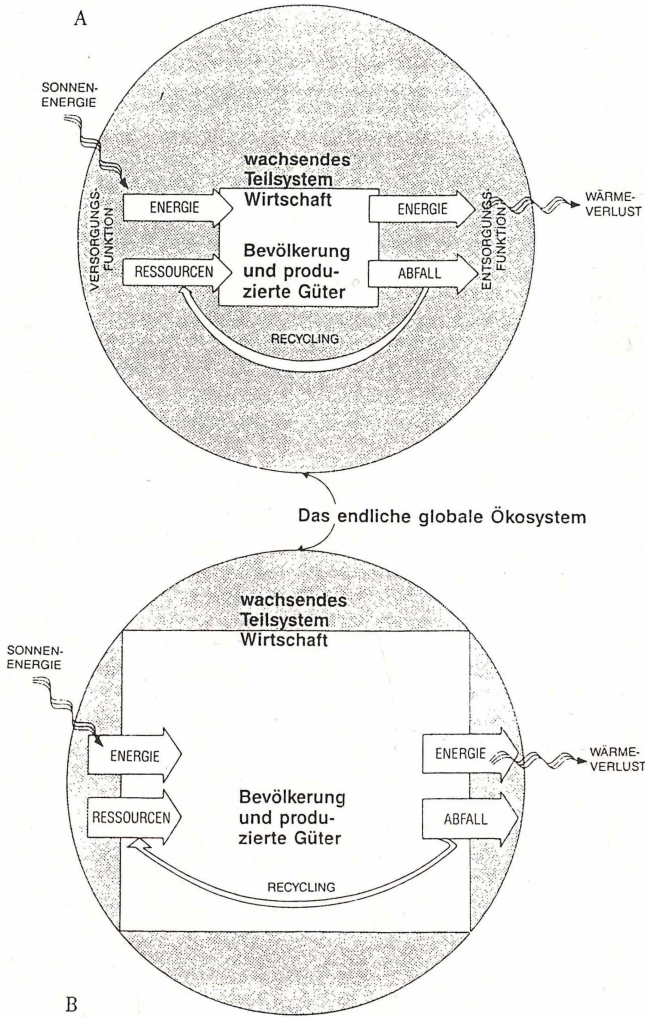 A
SONNEN-
ENERGIE
VERSORGUNGS-
FUNKTION
wachsendes
Teilsystem
Wirtschaft
ENERGIE
ENERGIE
WÄRME-
VERLUST
ENTSORGUNGS-
FUNKTION
RESSOURCEN
Bevölkerung
und produ-
zierte Güter
ABFALL
RECYCLING
Das endliche globale Ökosystem
wachsendes
Teilsystem
Wirtschaft
SONNEN-
ENERGIE
ENERGIE
ENERGIE
WÄRME-
VERLUST
RESSOURCEN
Bevölkerung
und produ-
zierte Güter
ABFALL
RECYCLING
B